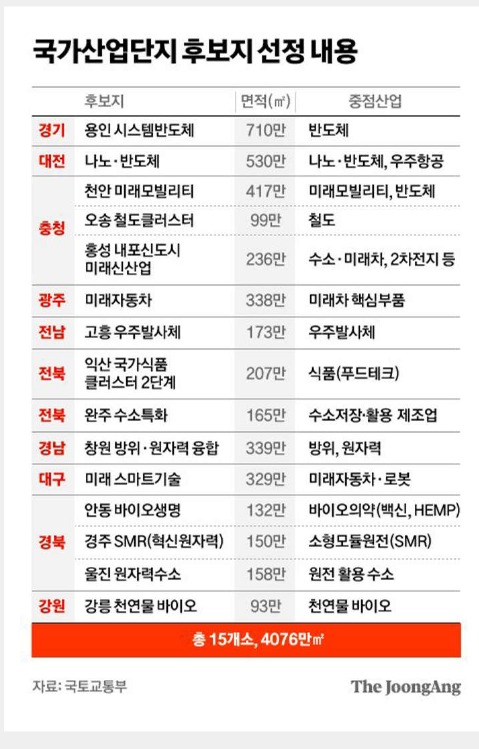 국가산업단지 후보지 선정 내용
후보지 면적(㎡) 중점산업
경기 용인 시스템반도체 710만 반도체
대전 나노·반도체 530만 나노·반도체, 우주항공
충청 천안 미래모빌리티 417만 미래모빌리티, 반도체
오송 철도클러스터 99만 철도
홍성 내포신도시
미래신산업 236만 수소·미래차, 2차전지 등
광주 미래자동차 338만 미래차 핵심부품
전남 고흥 우주발사체 173만 우주발사체
전북 익산 국가식품
클러스터 2단계 207만 식품(푸드테크)
전북 완주 수소특화 165만 수소저장·활용 제조업
경남 창원 방위·원자력 융합 339만 방위, 원자력
대구 미래 스마트기술 329만 미래자동차·로봇
경북 안동 바이오생명 132만 바이오의약(백신, HEMP)
경주 SMR(혁신원자력) 150만 소형모듈원전(SMR)
울진 원자력수소 158만 원전 활용 수소
강원 강릉 천연물 바이오 93만 천연물 바이오
총 15개소, 4076만㎡
자료: 국토교통부 The JoongAng